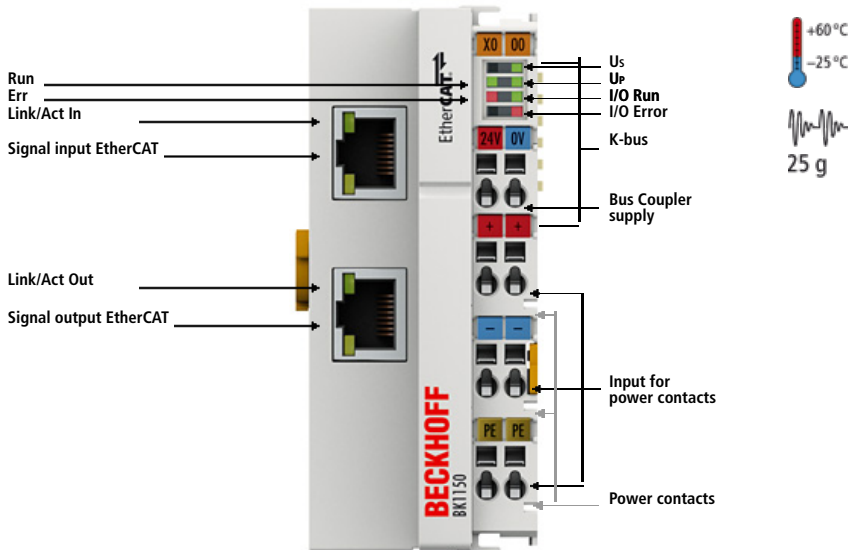 Run
Err
Link/Act In
Signal input EtherCAT
Link/Act Out
Signal output EtherCAT
EtherCAT
BECKHOFF
BK1150
X0 00
24V 0V
+ +
− −
PE PE
Us
UP
I/O Run
I/O Error
K-bus
Bus Coupler
supply
Input for
power contacts
Power contacts
+60 °C
−25 °C
25 g